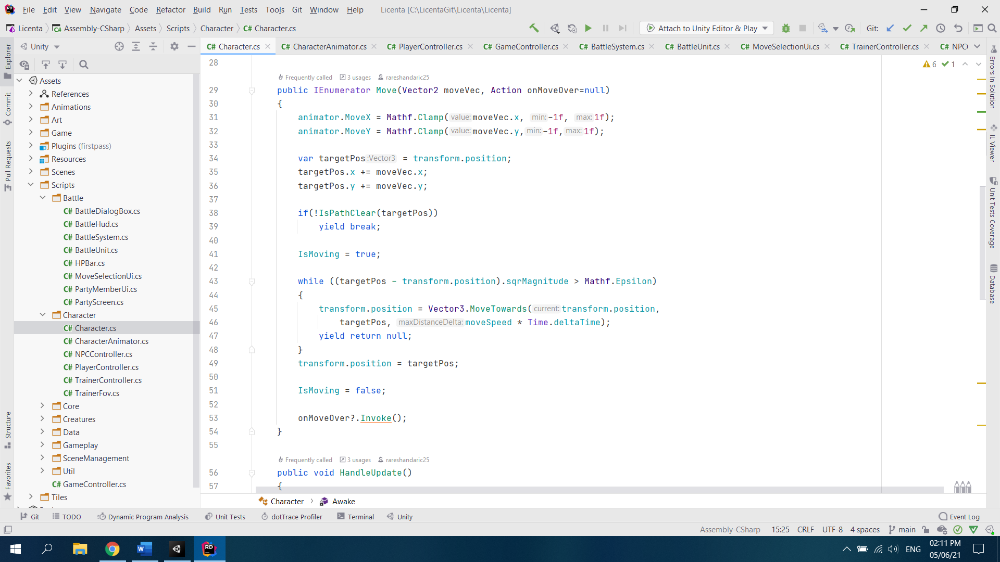 File Edit View Navigate Code Refactor Build Run Tests Tools Git Window Help Licenta [C:\LicentaGit\Licenta\Licenta]
Licenta Assembly-CSharp Assets Scripts Character C# Character.cs Attach to Unity Editor & Play Git:
Unity
C# Character.cs C# CharacterAnimator.cs C# PlayerController.cs C# GameController.cs C# BattleSystem.cs C# BattleUnit.cs C# MoveSelectionUi.cs C# TrainerController.cs C# NPC
6 1
Explorer
Commit
Pull Requests
Structure
Favorites
Assets
References
Animations
Art
Game
Plugins (firstpass)
Resources
Scenes
Scripts
Battle
C# BattleDialogBox.cs
C# BattleHud.cs
C# BattleSystem.cs
C# BattleUnit.cs
C# HPBar.cs
C# MoveSelectionUi.cs
C# PartyMemberUi.cs
C# PartyScreen.cs
Character
C# Character.cs
C# CharacterAnimator.cs
C# NPCController.cs
C# PlayerController.cs
C# TrainerController.cs
C# TrainerFov.cs
Core
Creatures
Data
Gameplay
SceneManagement
Util
C# GameController.cs
Tiles
28
Frequently called 3 usages rareshandaric25
29 public IEnumerator Move(Vector2 moveVec, Action onMoveOver=null)
30 {
31 animator.MoveX = Mathf.Clamp( value: moveVec.x, min: -1f, max: 1f);
32 animator.MoveY = Mathf.Clamp( value: moveVec.y, min: -1f, max: 1f);
33
34 var targetPos :Vector3 = transform.position;
35 targetPos.x += moveVec.x;
36 targetPos.y += moveVec.y;
37
38 if(!IsPathClear(targetPos))
39 yield break;
40
41 IsMoving = true;
42
43 while ((targetPos - transform.position).sqrMagnitude > Mathf.Epsilon)
44 {
45 transform.position = Vector3.MoveTowards( current: transform.position,
46 targetPos, maxDistanceDelta: moveSpeed * Time.deltaTime);
47 yield return null;
48 }
49 transform.position = targetPos;
50
51 IsMoving = false;
52
53 onMoveOver?.Invoke();
54 }
55
Frequently called 3 usages rareshandaric25
56 public void HandleUpdate()
57 {
Character Awake
Errors In Solution
IL Viewer
Unit Tests Coverage
Database
Git TODO Dynamic Program Analysis Unit Tests dotTrace Profiler Terminal Unity Event Log
Assembly-CSharp 15:25 CRLF UTF-8 4 spaces main
ENG 02:11 PM
05/06/21